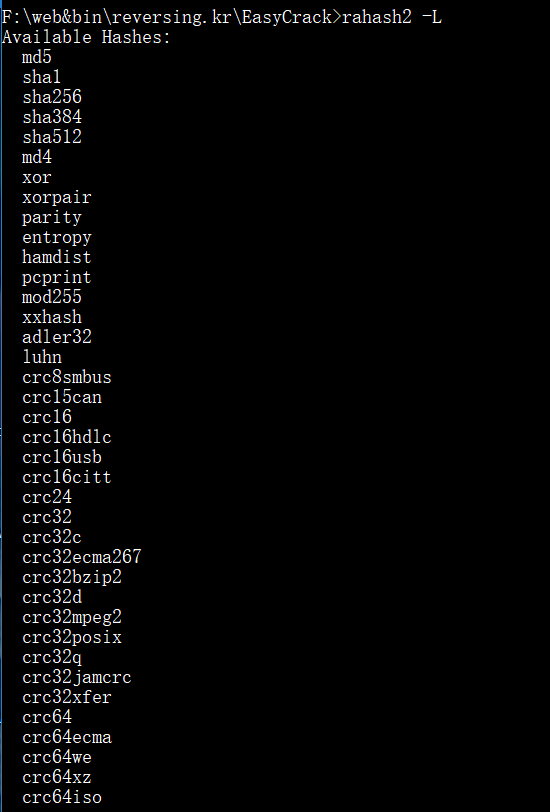 F:\web&bin\reversing.kr\EasyCrack>rahash2 -L
Available Hashes:
md5
sha1
sha256
sha384
sha512
md4
xor
xorpair
parity
entropy
hamdist
pcprint
mod255
xxhash
adler32
luhn
crc8smbus
crc15can
crc16
crc16hdlc
crc16usb
crc16citt
crc24
crc32
crc32c
crc32ecma267
crc32bzip2
crc32d
crc32mpeg2
crc32posix
crc32q
crc32jamcrc
crc32xfer
crc64
crc64ecma
crc64we
crc64xz
crc64iso